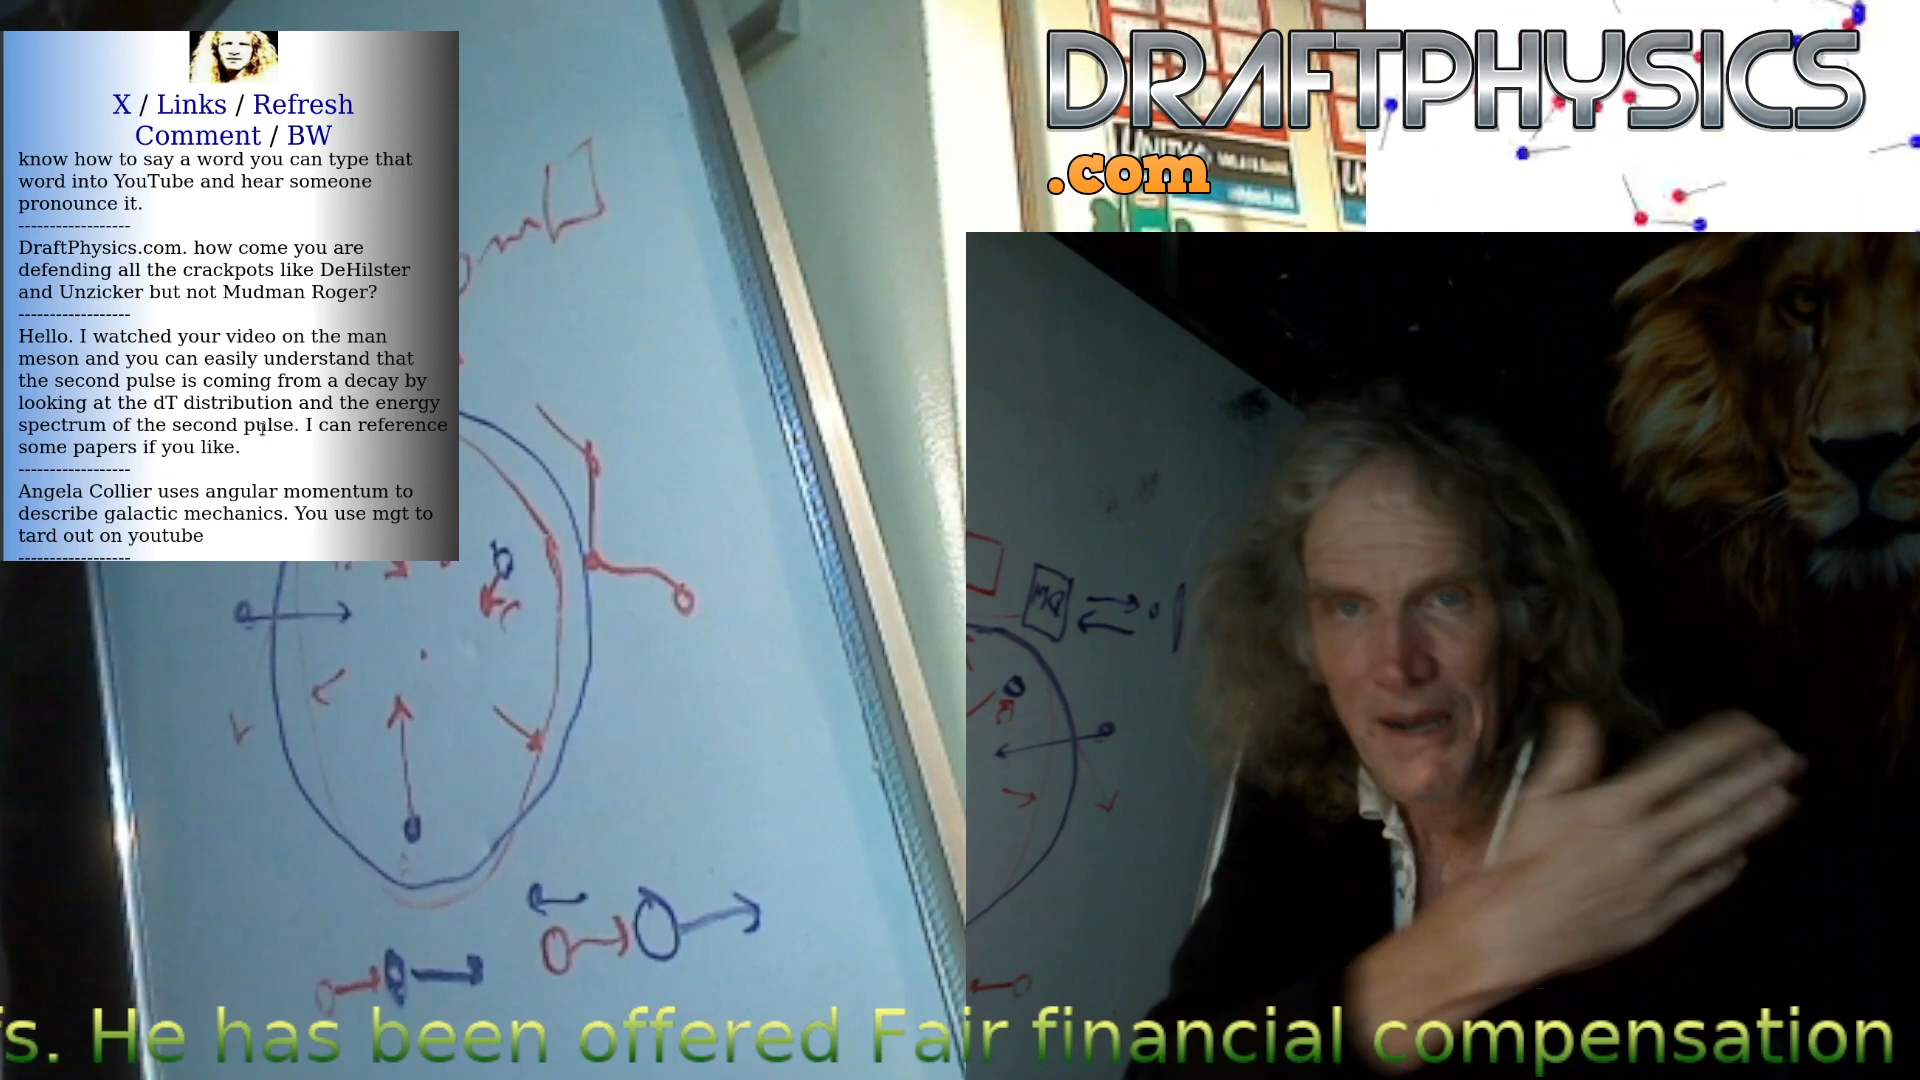 X / Links / Refresh
Comment / BW
know how to say a word you can type that
word into YouTube and hear someone
pronounce it.
------------------
DraftPhysics.com. how come you are
defending all the crackpots like DeHilster
and Unzicker but not Mudman Roger?
------------------
Hello. I watched your video on the man
meson and you can easily understand that
the second pulse is coming from a decay by
looking at the dT distribution and the energy
spectrum of the second pulse. I can reference
some papers if you like.
------------------
Angela Collier uses angular momentum to
describe galactic mechanics. You use mgt to
tard out on youtube
------------------
DRAFTPHYSICS
.com
UNITY
DM
fs. He has been offered Fair financial compensation